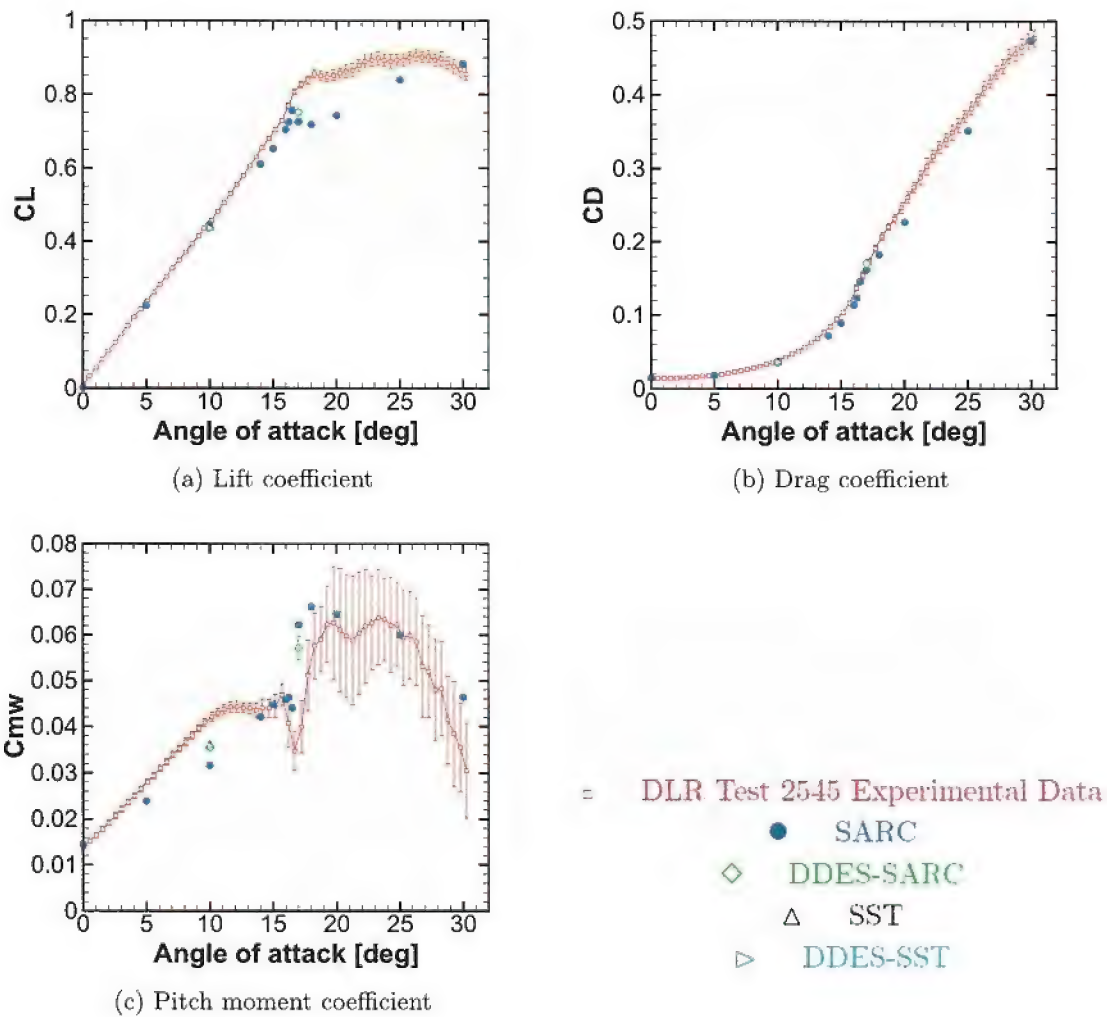 1
0.8
0.6
0.4
0.2
0
CL
0 5 10 15 20 25 30
Angle of attack [deg]
(a) Lift coefficient
0.5
0.4
0.3
0.2
0.1
0
CD
0 5 10 15 20 25 30
Angle of attack [deg]
(b) Drag coefficient
0.08
0.07
0.06
0.05
0.04
0.03
0.02
0.01
0
Cmw
0 5 10 15 20 25 30
Angle of attack [deg]
(c) Pitch moment coefficient
DLR Test 2545 Experimental Data
SARC
DDES-SARC
SST
DDES-SST